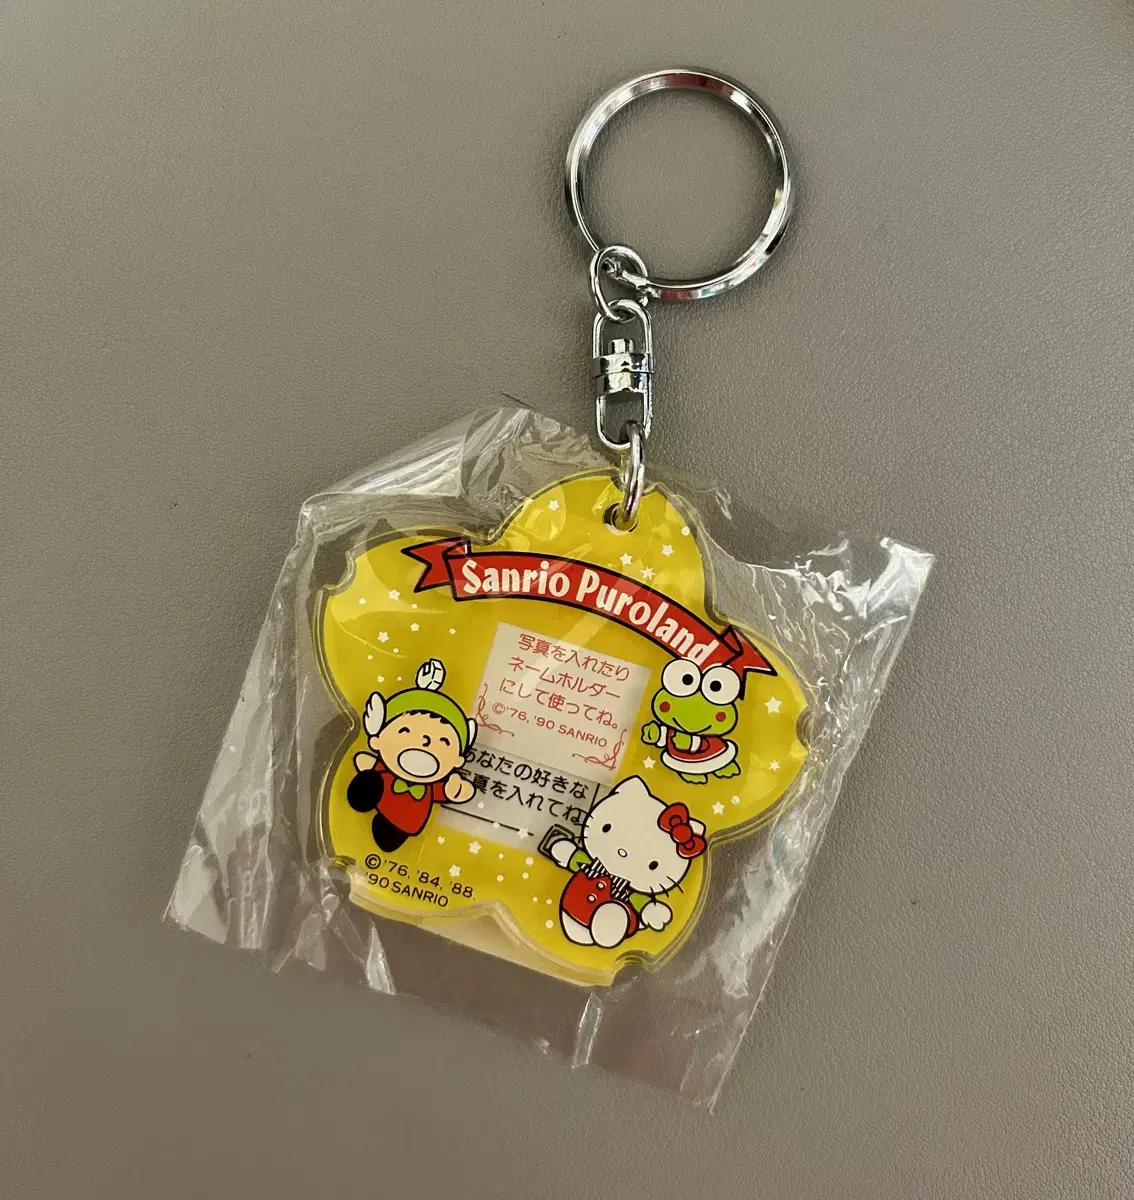 Sanrio Puroland
写真を入れたり
ネームホルダー
にして使ってね。
©'76, '90 SANRIO
あなたの好きな
写真を入れてね
©'76, '84, '88,
'90 SANRIO